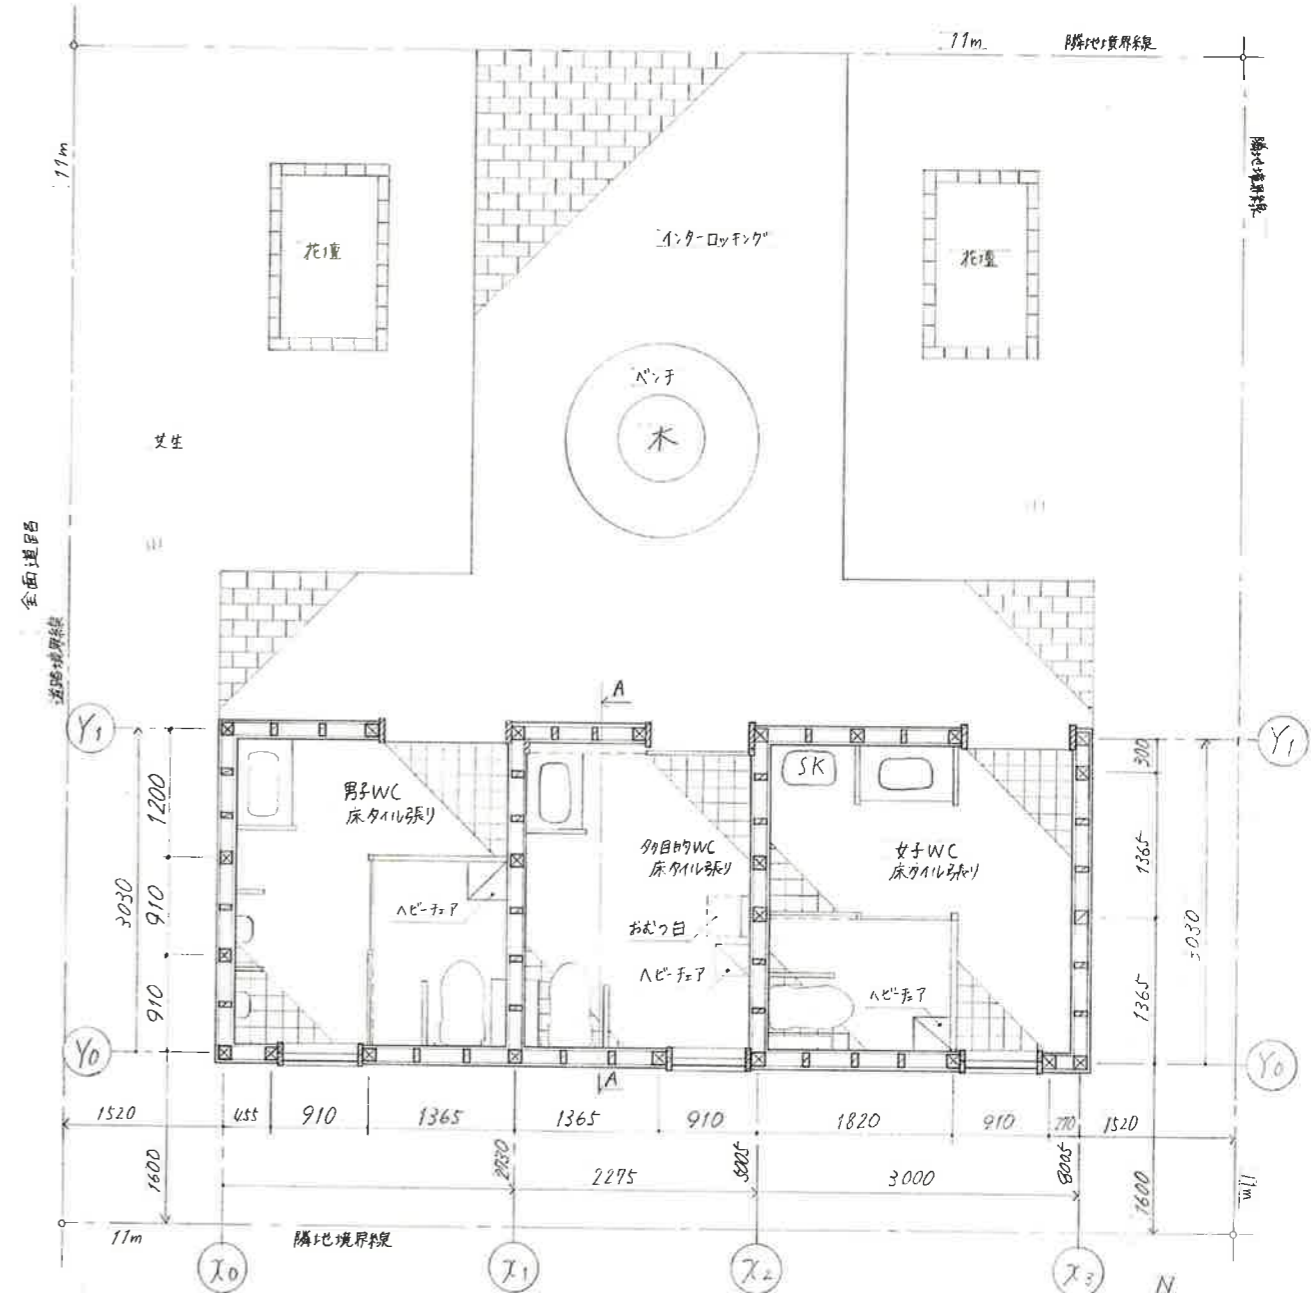 11m
隣地境界線
11m
隣地境界線
インターロッキング
花壇
花壇
ベンチ
木
芝生
全面道路
道路境界線
A
Y1
Y1
300
SK
男子WC
床タイル張り
1200
多目的WC
床タイル張り
女子WC
床タイル張り
1365
3030
910
ベビーチェア
おむつ台
3030
ベビーチェア
ベビーチェア
910
1365
Y0
Y0
A
1520
455
910
1365
1365
910
1820
910
270
1520
1600
2730
2275
5005
3000
8005
1600
11m
11m
隣地境界線
X0
X1
X2
X3
N